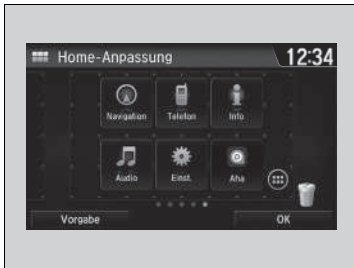 Home-Anpassung 12:34
Navigation Telefon Info
Audio Einst. Aha
Vorgabe OK